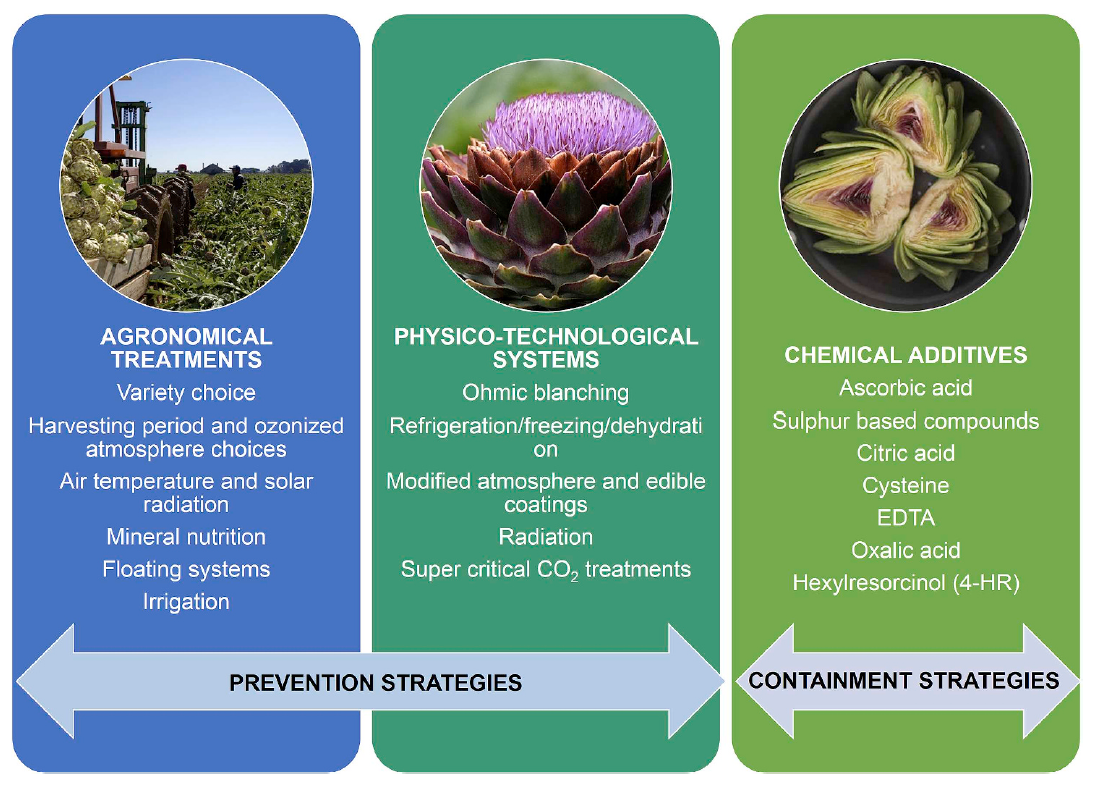 AGRONOMICAL
TREATMENTS
Variety choice
Harvesting period and ozonized
atmosphere choices
Air temperature and solar
radiation
Mineral nutrition
Floating systems
Irrigation
PHYSICO-TECHNOLOGICAL
SYSTEMS
Ohmic blanching
Refrigeration/freezing/dehydrati
on
Modified atmosphere and edible
coatings
Radiation
Super critical CO₂ treatments
CHEMICAL ADDITIVES
Ascorbic acid
Sulphur based compounds
Citric acid
Cysteine
EDTA
Oxalic acid
Hexylresorcinol (4-HR)
PREVENTION STRATEGIES
CONTAINMENT STRATEGIES